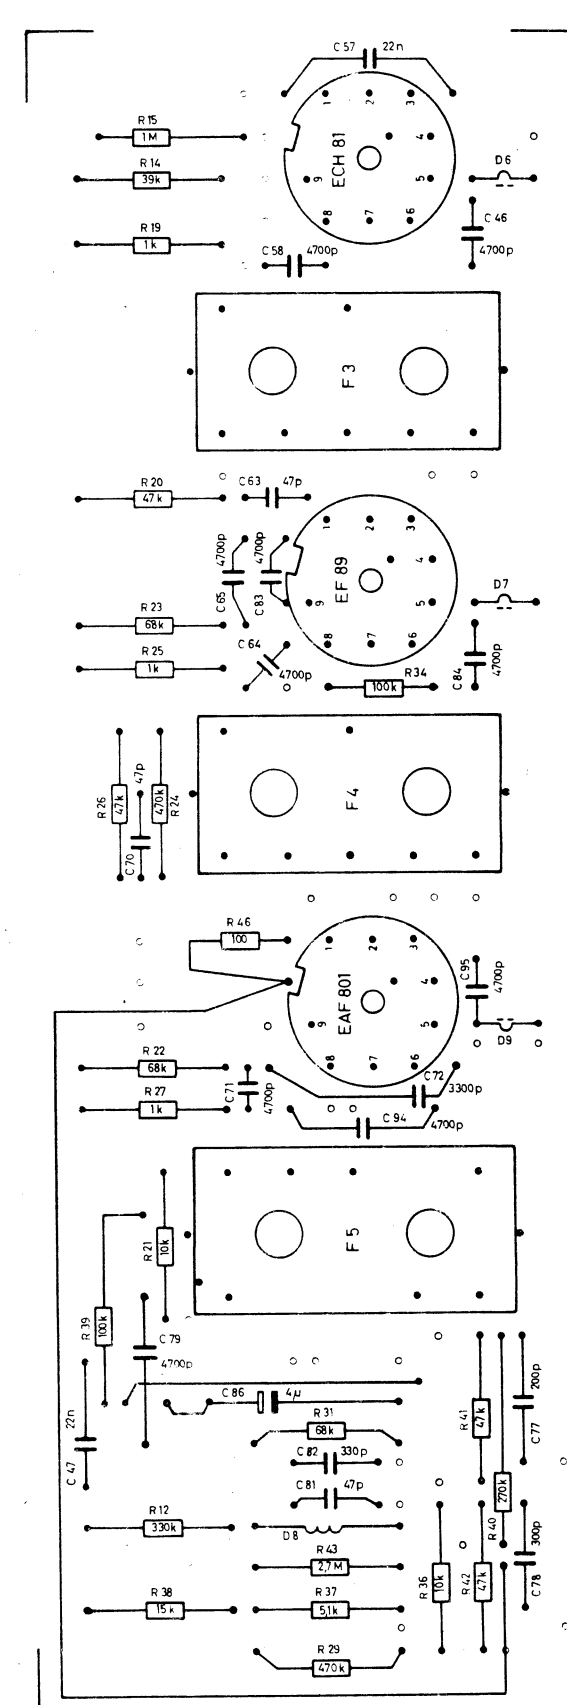 C 57 22n
1 2 3
R 15
1M
ECH 81
4
D6
R 14
39k
9
5
8 7 6
C 46
R 19
1k
C 58 4700p
4700p
F 3
R 20
47k
C 63 47p
1 2 3
4700p
4700p
EF 89
4
D7
C65
C 83
9
5
R 23
68k
8 7 6
C 64
4700p
R 25
1k
R 34
100k
C 84
4700p
R 26
47k
47p
C 70
470k
R 24
F 4
R 46
100
1 2 3
EAF 801
4
C95
4700p
9
5
D9
R 22
68k
8 7 6
C71
4700p
C 72
3300p
R 27
1k
C 94
4700p
R 21
10k
F 5
R 39
100k
C 79
4700p
22n
C 47
C 86 4µ
R 31
68k
C 82 330p
C 81 47p
R 41
47k
200p
C 77
270k
R 40
R 12
330k
D8
R 43
2,7M
300p
C 78
R 38
15k
R 37
5,1k
R 36
10k
R 42
47k
R 29
470k